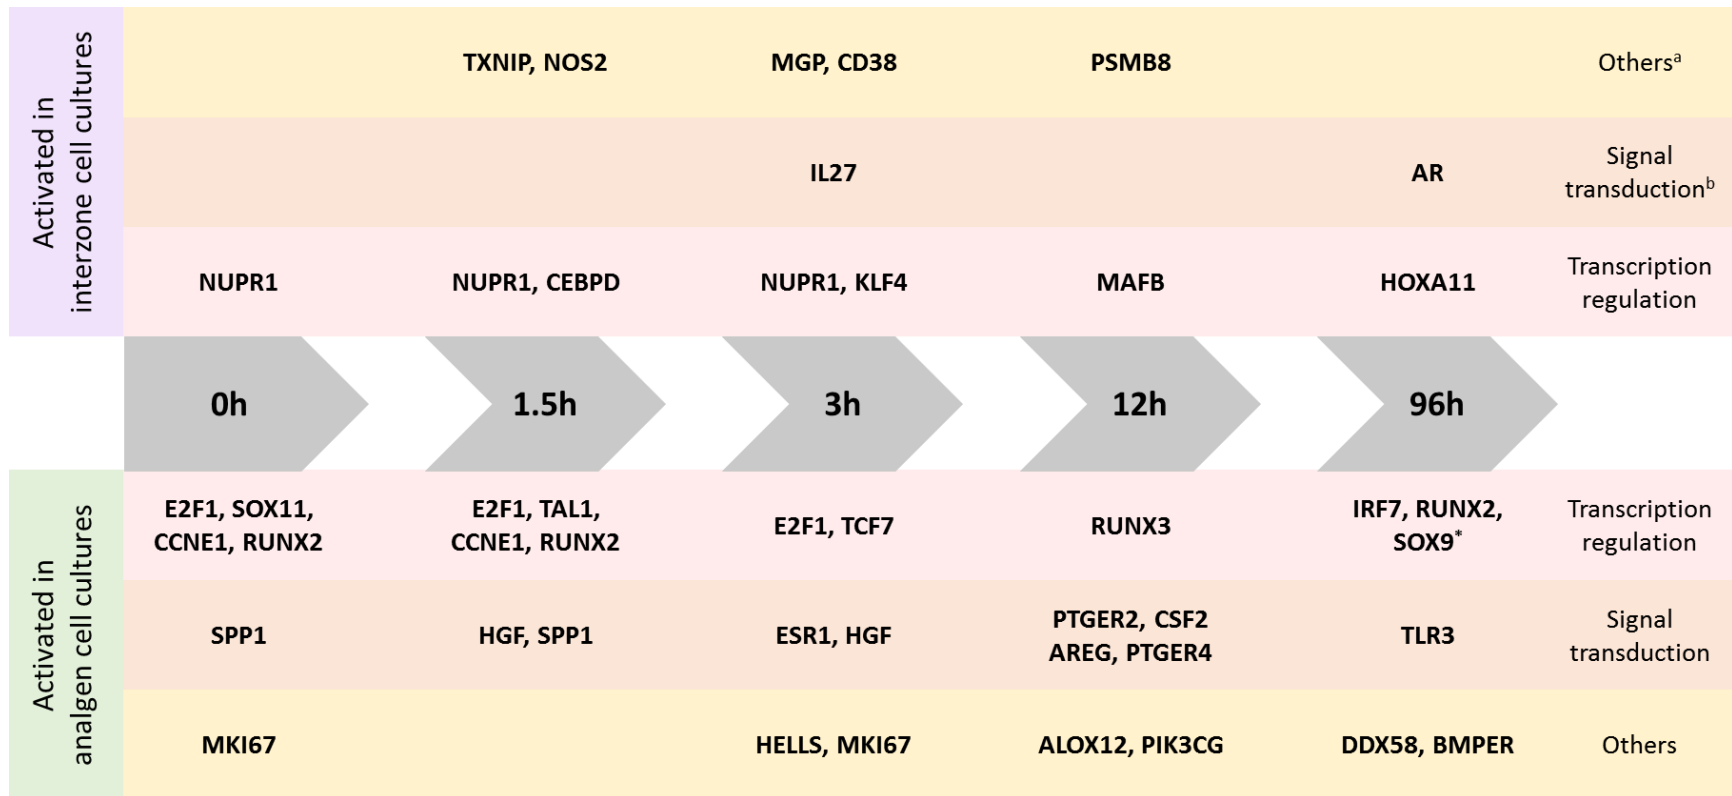 Activated in
interzone cell cultures
TXNIP, NOS2
MGP, CD38
PSMB8
Othersᵃ
IL27
AR
Signal
transductionᵇ
NUPR1
NUPR1, CEBPD
NUPR1, KLF4
MAFB
HOXA11
Transcription
regulation
0h
1.5h
3h
12h
96h
Activated in
analgen cell cultures
E2F1, SOX11,
CCNE1, RUNX2
E2F1, TAL1,
CCNE1, RUNX2
E2F1, TCF7
RUNX3
IRF7, RUNX2,
SOX9*
Transcription
regulation
SPP1
HGF, SPP1
ESR1, HGF
PTGER2, CSF2
AREG, PTGER4
TLR3
Signal
transduction
MKI67
HELLS, MKI67
ALOX12, PIK3CG
DDX58, BMPER
Others